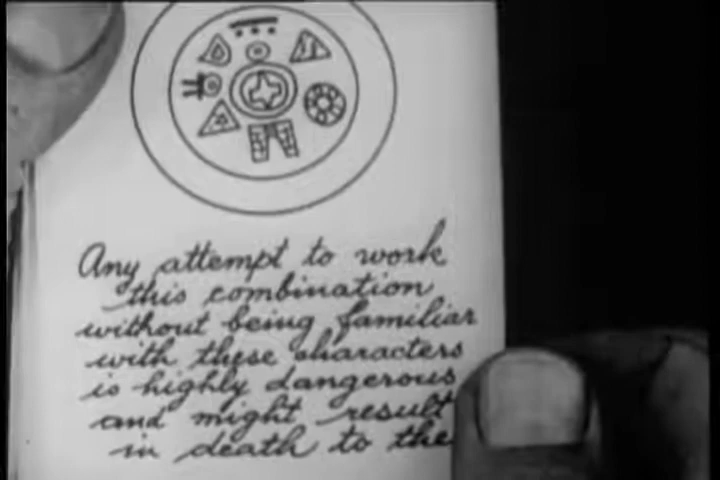 Any attempt to work
this combination
without being familiar
with these characters
is highly dangerous
and might result
in death to the